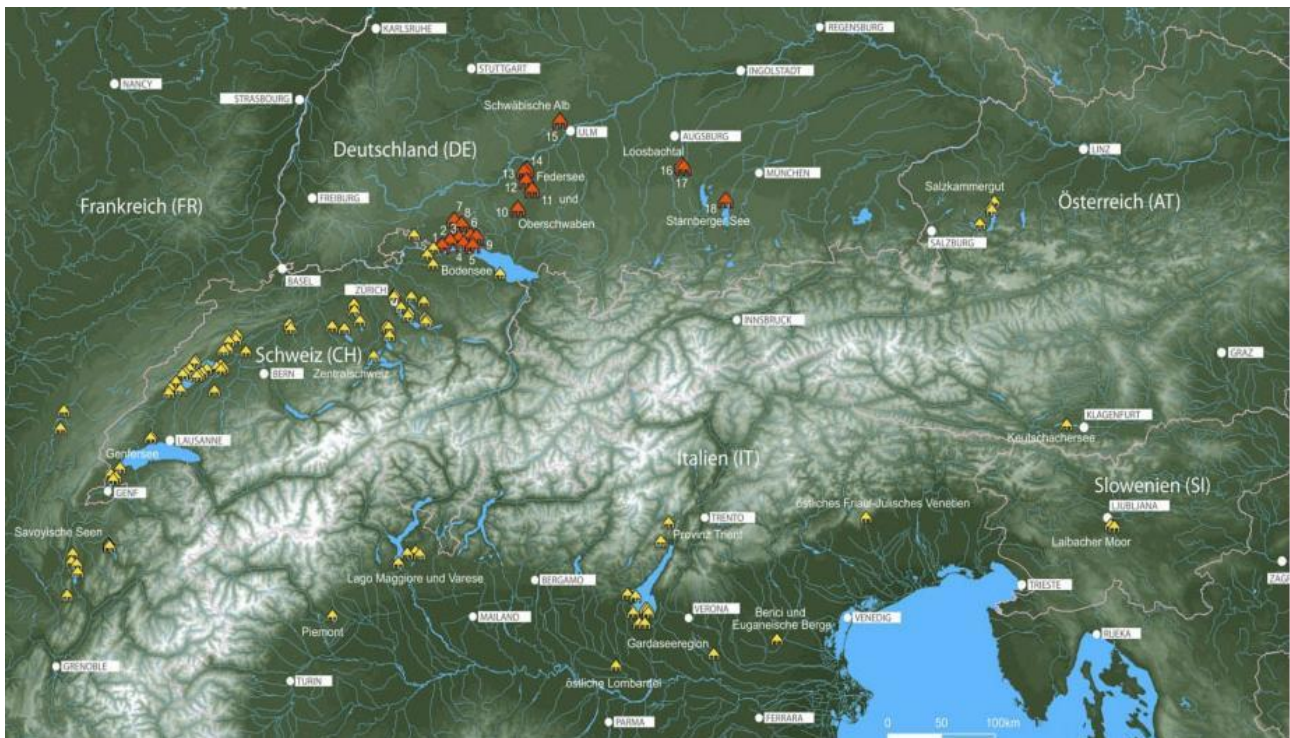 KARLSRUHE
REGENSBURG
STUTTGART
INGOLSTADT
NANCY
STRASBOURG
Schwäbische Alb
15
ULM
AUGSBURG
LINZ
Deutschland (DE)
Loosbachtal
14
13
Federsee
16
17
MÜNCHEN
12
11 und
Salzkammergut
Österreich (AT)
FREIBURG
Frankreich (FR)
18
Starnberger See
10
Oberschwaben
7
8
6
3
2
1
9
4
5
SALZBURG
Bodensee
BASEL
ZÜRICH
INNSBRUCK
Schweiz (CH)
GRAZ
BERN
Zentralschweiz
KLAGENFURT
Keutschachersee
LAUSANNE
Genfersee
Italien (IT)
GENF
Slowenien (SI)
östliches Friaul-Julisches Venetien
LJUBLJANA
TRENTO
Savoyische Seen
Provinz Trient
Laibacher Moor
Lago Maggiore und Varese
BERGAMO
TRIESTE
ZAG
VERONA
MAILAND
Berici und
Euganeische Berge
VENEDIG
Piemont
RIJEKA
Gardaseeregion
GRENOBLE
östliche Lombardei
TURIN
PARMA
FERRARA
0 50 100km